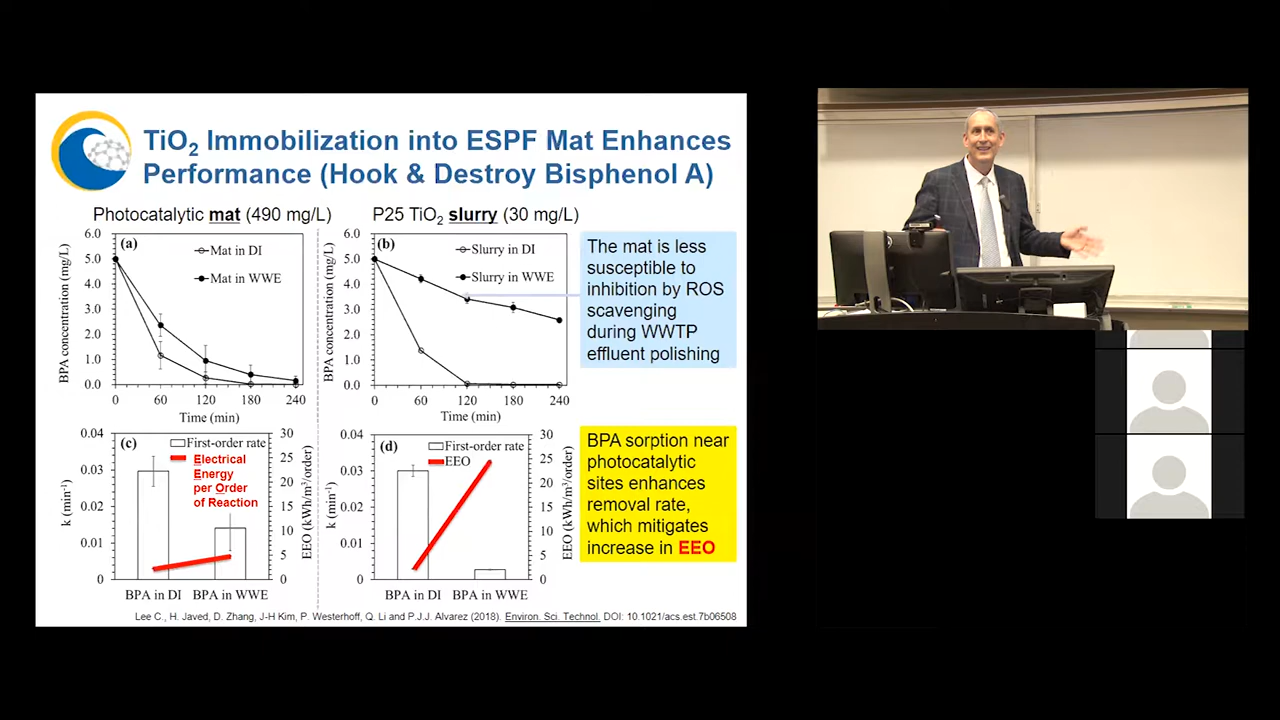 TiO2 Immobilization into ESPF Mat Enhances
Performance (Hook & Destroy Bisphenol A)
Photocatalytic mat (490 mg/L)
P25 TiO2 slurry (30 mg/L)
6.0
5.0
4.0
3.0
2.0
1.0
0.0
BPA concentration (mg/L)
(a)
Mat in DI
Mat in WWE
0 60 120 180 240
Time (min)
6.0
5.0
4.0
3.0
2.0
1.0
0.0
BPA concentration (mg/L)
(b)
Slurry in DI
Slurry in WWE
0 60 120 180 240
Time (min)
The mat is less
susceptible to
inhibition by ROS
scavenging
during WWTP
effluent polishing
0.04
0.03
0.02
0.01
0
k (min-1)
(c)
First-order rate
Electrical
Energy
per Order
of Reaction
30
25
20
15
10
5
0
EEO (kWh/m3/order)
BPA in DI BPA in WWE
0.04
0.03
0.02
0.01
0
k (min-1)
(d)
First-order rate
EEO
30
25
20
15
10
5
0
EEO (kWh/m3/order)
BPA in DI BPA in WWE
BPA sorption near
photocatalytic
sites enhances
removal rate,
which mitigates
increase in EEO
Lee C., H. Javed, D. Zhang, J-H Kim, P. Westerhoff, Q. Li and P.J.J. Alvarez (2018). Environ. Sci. Technol. DOI: 10.1021/acs.est.7b06508